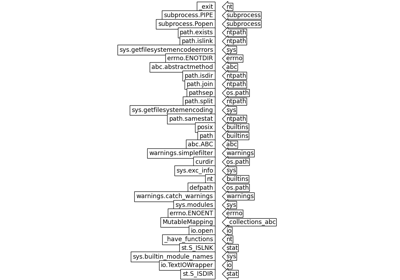 _exit nt
subprocess.PIPE subprocess
subprocess.Popen subprocess
path.exists ntpath
path.islink ntpath
sys.getfilesystemencodeerrors sys
errno.ENOTDIR errno
abc.abstractmethod abc
path.isdir ntpath
path.join ntpath
pathsep os.path
path.split ntpath
sys.getfilesystemencoding sys
path.samestat ntpath
posix builtins
path builtins
abc.ABC abc
warnings.simplefilter warnings
curdir os.path
sys.exc_info sys
nt builtins
defpath os.path
warnings.catch_warnings warnings
sys.modules sys
errno.ENOENT errno
MutableMapping _collections_abc
io.open io
_have_functions nt
st.S_ISLNK stat
sys.builtin_module_names sys
io.TextIOWrapper io
st.S_ISDIR stat